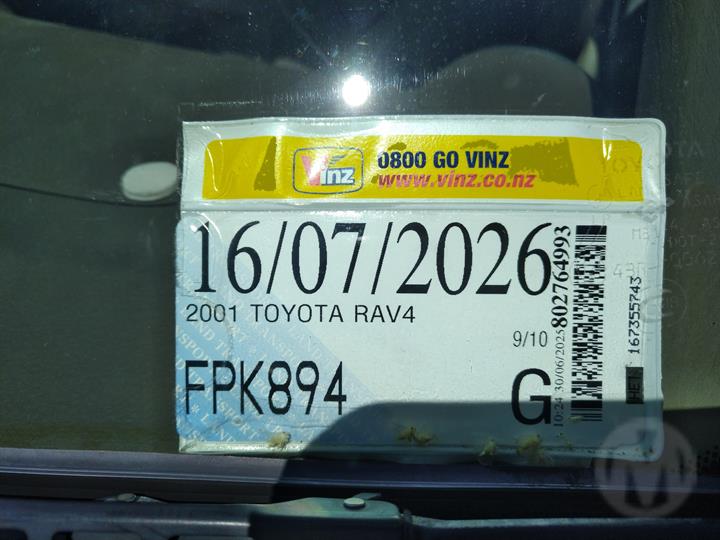 Vinz
0800 GO VINZ
www.vinz.co.nz
16/07/2026
2001 TOYOTA RAV4
9/10
FPK894
G
10:24 30/06/2025
802764993
HET
167355743
M